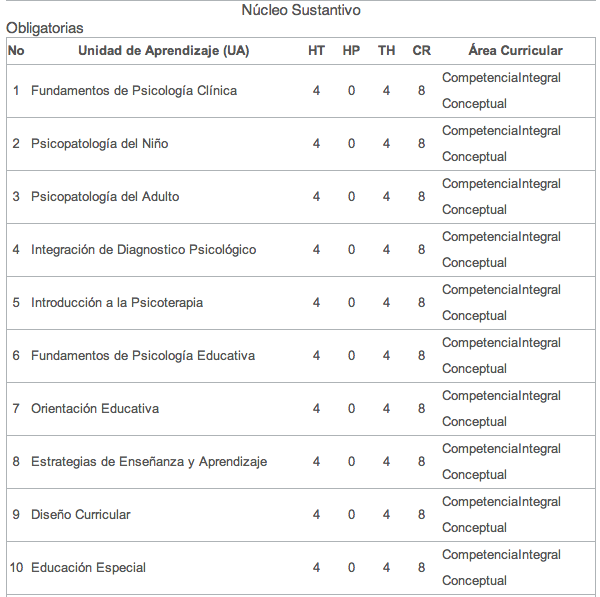 Núcleo Sustantivo
Obligatorias
No Unidad de Aprendizaje (UA) HT HP TH CR Área Curricular
1 Fundamentos de Psicología Clínica 4 0 4 8 CompetenciaIntegral
Conceptual
2 Psicopatología del Niño 4 0 4 8 CompetenciaIntegral
Conceptual
3 Psicopatología del Adulto 4 0 4 8 CompetenciaIntegral
Conceptual
4 Integración de Diagnostico Psicológico 4 0 4 8 CompetenciaIntegral
Conceptual
5 Introducción a la Psicoterapia 4 0 4 8 CompetenciaIntegral
Conceptual
6 Fundamentos de Psicología Educativa 4 0 4 8 CompetenciaIntegral
Conceptual
7 Orientación Educativa 4 0 4 8 CompetenciaIntegral
Conceptual
8 Estrategias de Enseñanza y Aprendizaje 4 0 4 8 CompetenciaIntegral
Conceptual
9 Diseño Curricular 4 0 4 8 CompetenciaIntegral
Conceptual
10 Educación Especial 4 0 4 8 CompetenciaIntegral
Conceptual